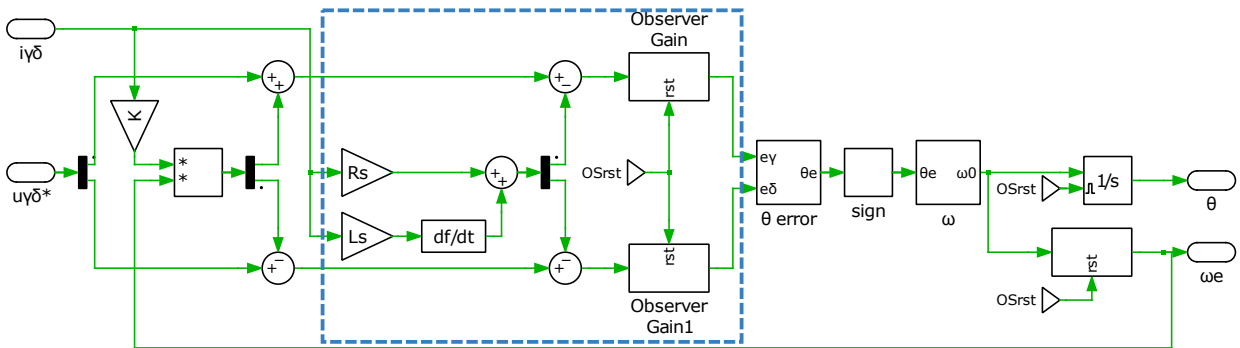 iγδ
uγδ*
K
*
*
+
+
+
−
Rs
Ls
df/dt
+
+
+
−
+
−
Observer
Gain
rst
OSrst
rst
Observer
Gain1
eγ
eδ
θe
θ error
sign
θe
ω0
ω
OSrst
1/s
θ
OSrst
rst
ωe